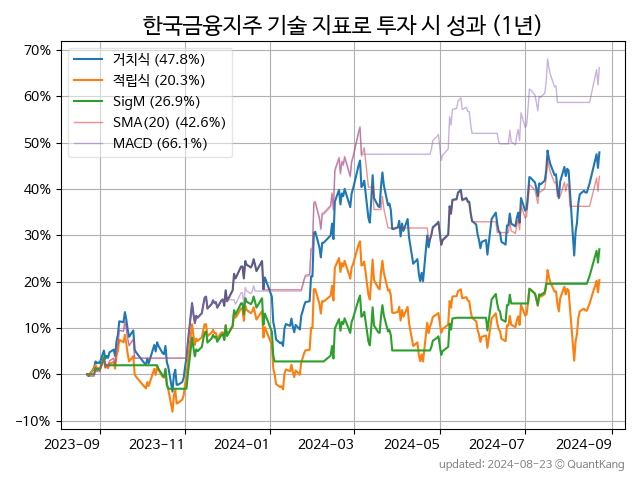 한국금융지주 기술 지표로 투자 시 성과 (1년)
70%
60%
50%
40%
30%
20%
10%
0%
−10%
거치식 (47.8%)
적립식 (20.3%)
SigM (26.9%)
SMA(20) (42.6%)
MACD (66.1%)
2023-09
2023-11
2024-01
2024-03
2024-05
2024-07
2024-09
updated: 2024-08-23 © QuantKang